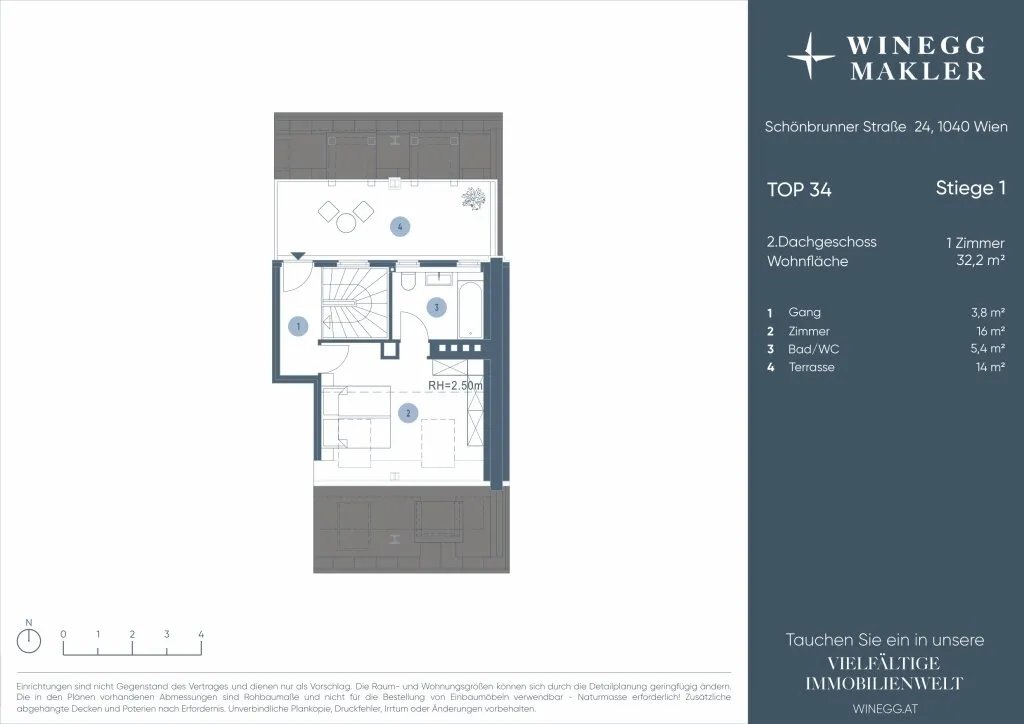 WINEGG
MAKLER
Schönbrunner Straße 24, 1040 Wien
TOP 34 Stiege 1
2.Dachgeschoss 1 Zimmer
Wohnfläche 32,2 m²
1 Gang 3,8 m²
2 Zimmer 16 m²
3 Bad/WC 5,4 m²
4 Terrasse 14 m²
4
1
3
RH=2.50m
2
N
0 1 2 3 4
Einrichtungen sind nicht Gegenstand des Vertrages und dienen nur als Vorschlag. Die Raum- und Wohnungsgrößen können sich durch die Detailplanung geringfügig ändern.
Die in den Plänen vorhandenen Abmessungen sind Rohbaumaße und nicht für die Bestellung von Einbaumöbeln verwendbar - Naturmasse erforderlich! Zusätzliche
abgehängte Decken und Poterien nach Erfordernis. Unverbindliche Plankopie, Druckfehler, Irrtum oder Änderungen vorbehalten.
Tauchen Sie ein in unsere
VIELFÄLTIGE
IMMOBILIENWELT
WINEGG.AT